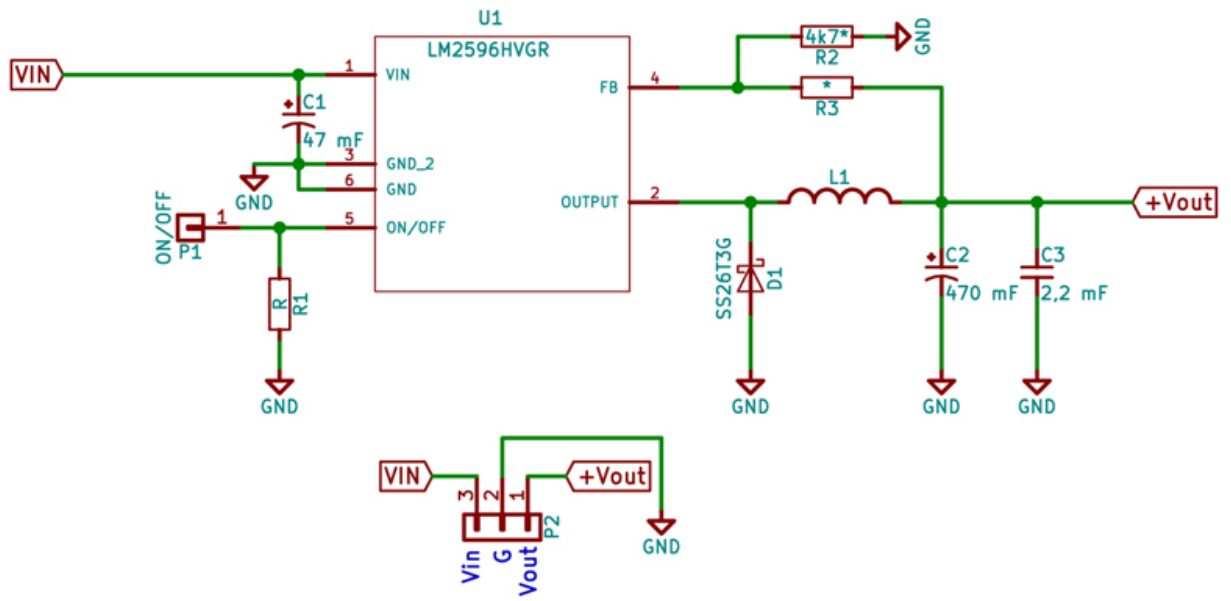 U1
LM2596HVGR
VIN
1
VIN
C1
47 mF
3
GND_2
6
GND
GND
ON/OFF
1
P1
5
ON/OFF
R
R1
GND
4k7*
R2
GND
4
FB
*
R3
2
OUTPUT
L1
+Vout
SS26T3G
D1
C2
470 mF
C3
2,2 mF
GND
GND
GND
VIN
+Vout
3
2
1
P2
Vin
G
Vout
GND